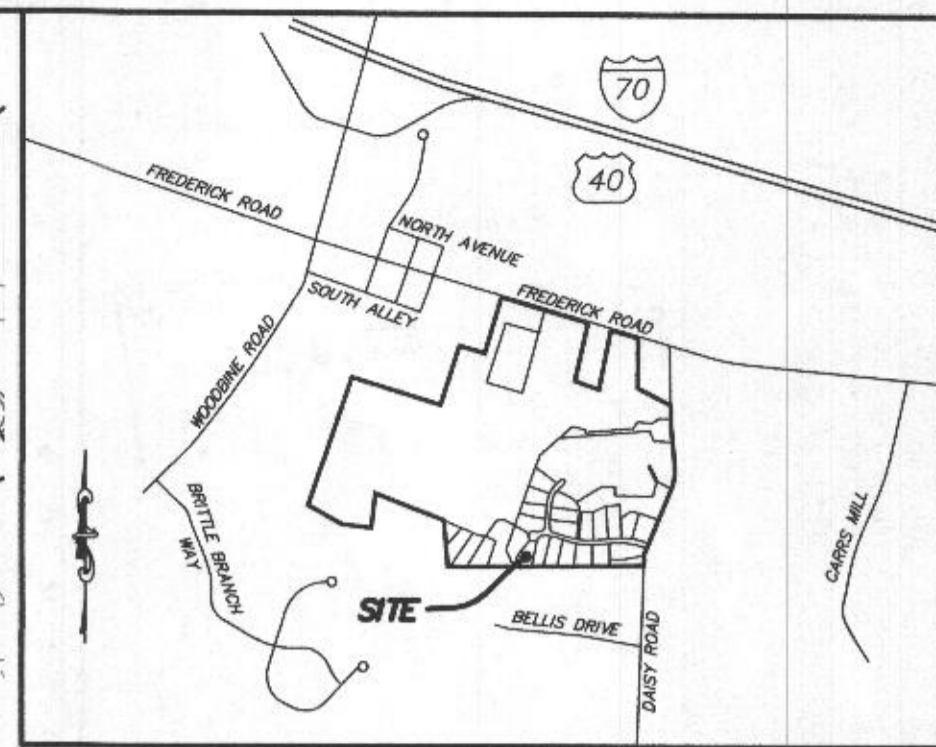 70
40
FREDERICK ROAD
NORTH AVENUE
SOUTH ALLEY
FREDERICK ROAD
WOODBINE ROAD
BRITTLE BRANCH
WAY
CARRS MILL
SITE
BELLIS DRIVE
DAISY ROAD